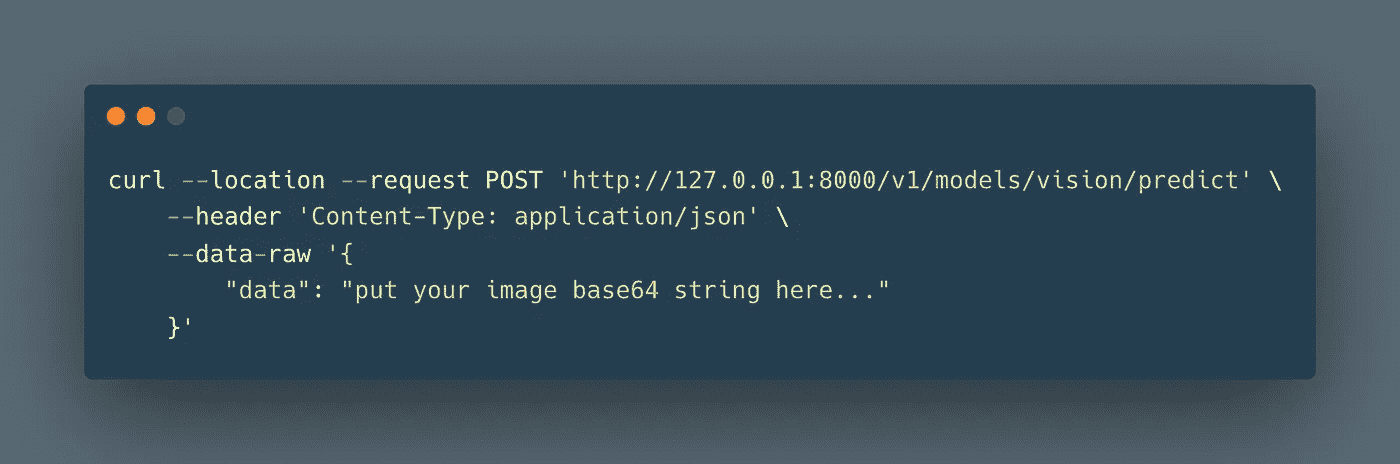 curl --location --request POST 'http://127.0.0.1:8000/v1/models/vision/predict' \
    --header 'Content-Type: application/json' \
    --data-raw '{
        "data": "put your image base64 string here..."
    }'